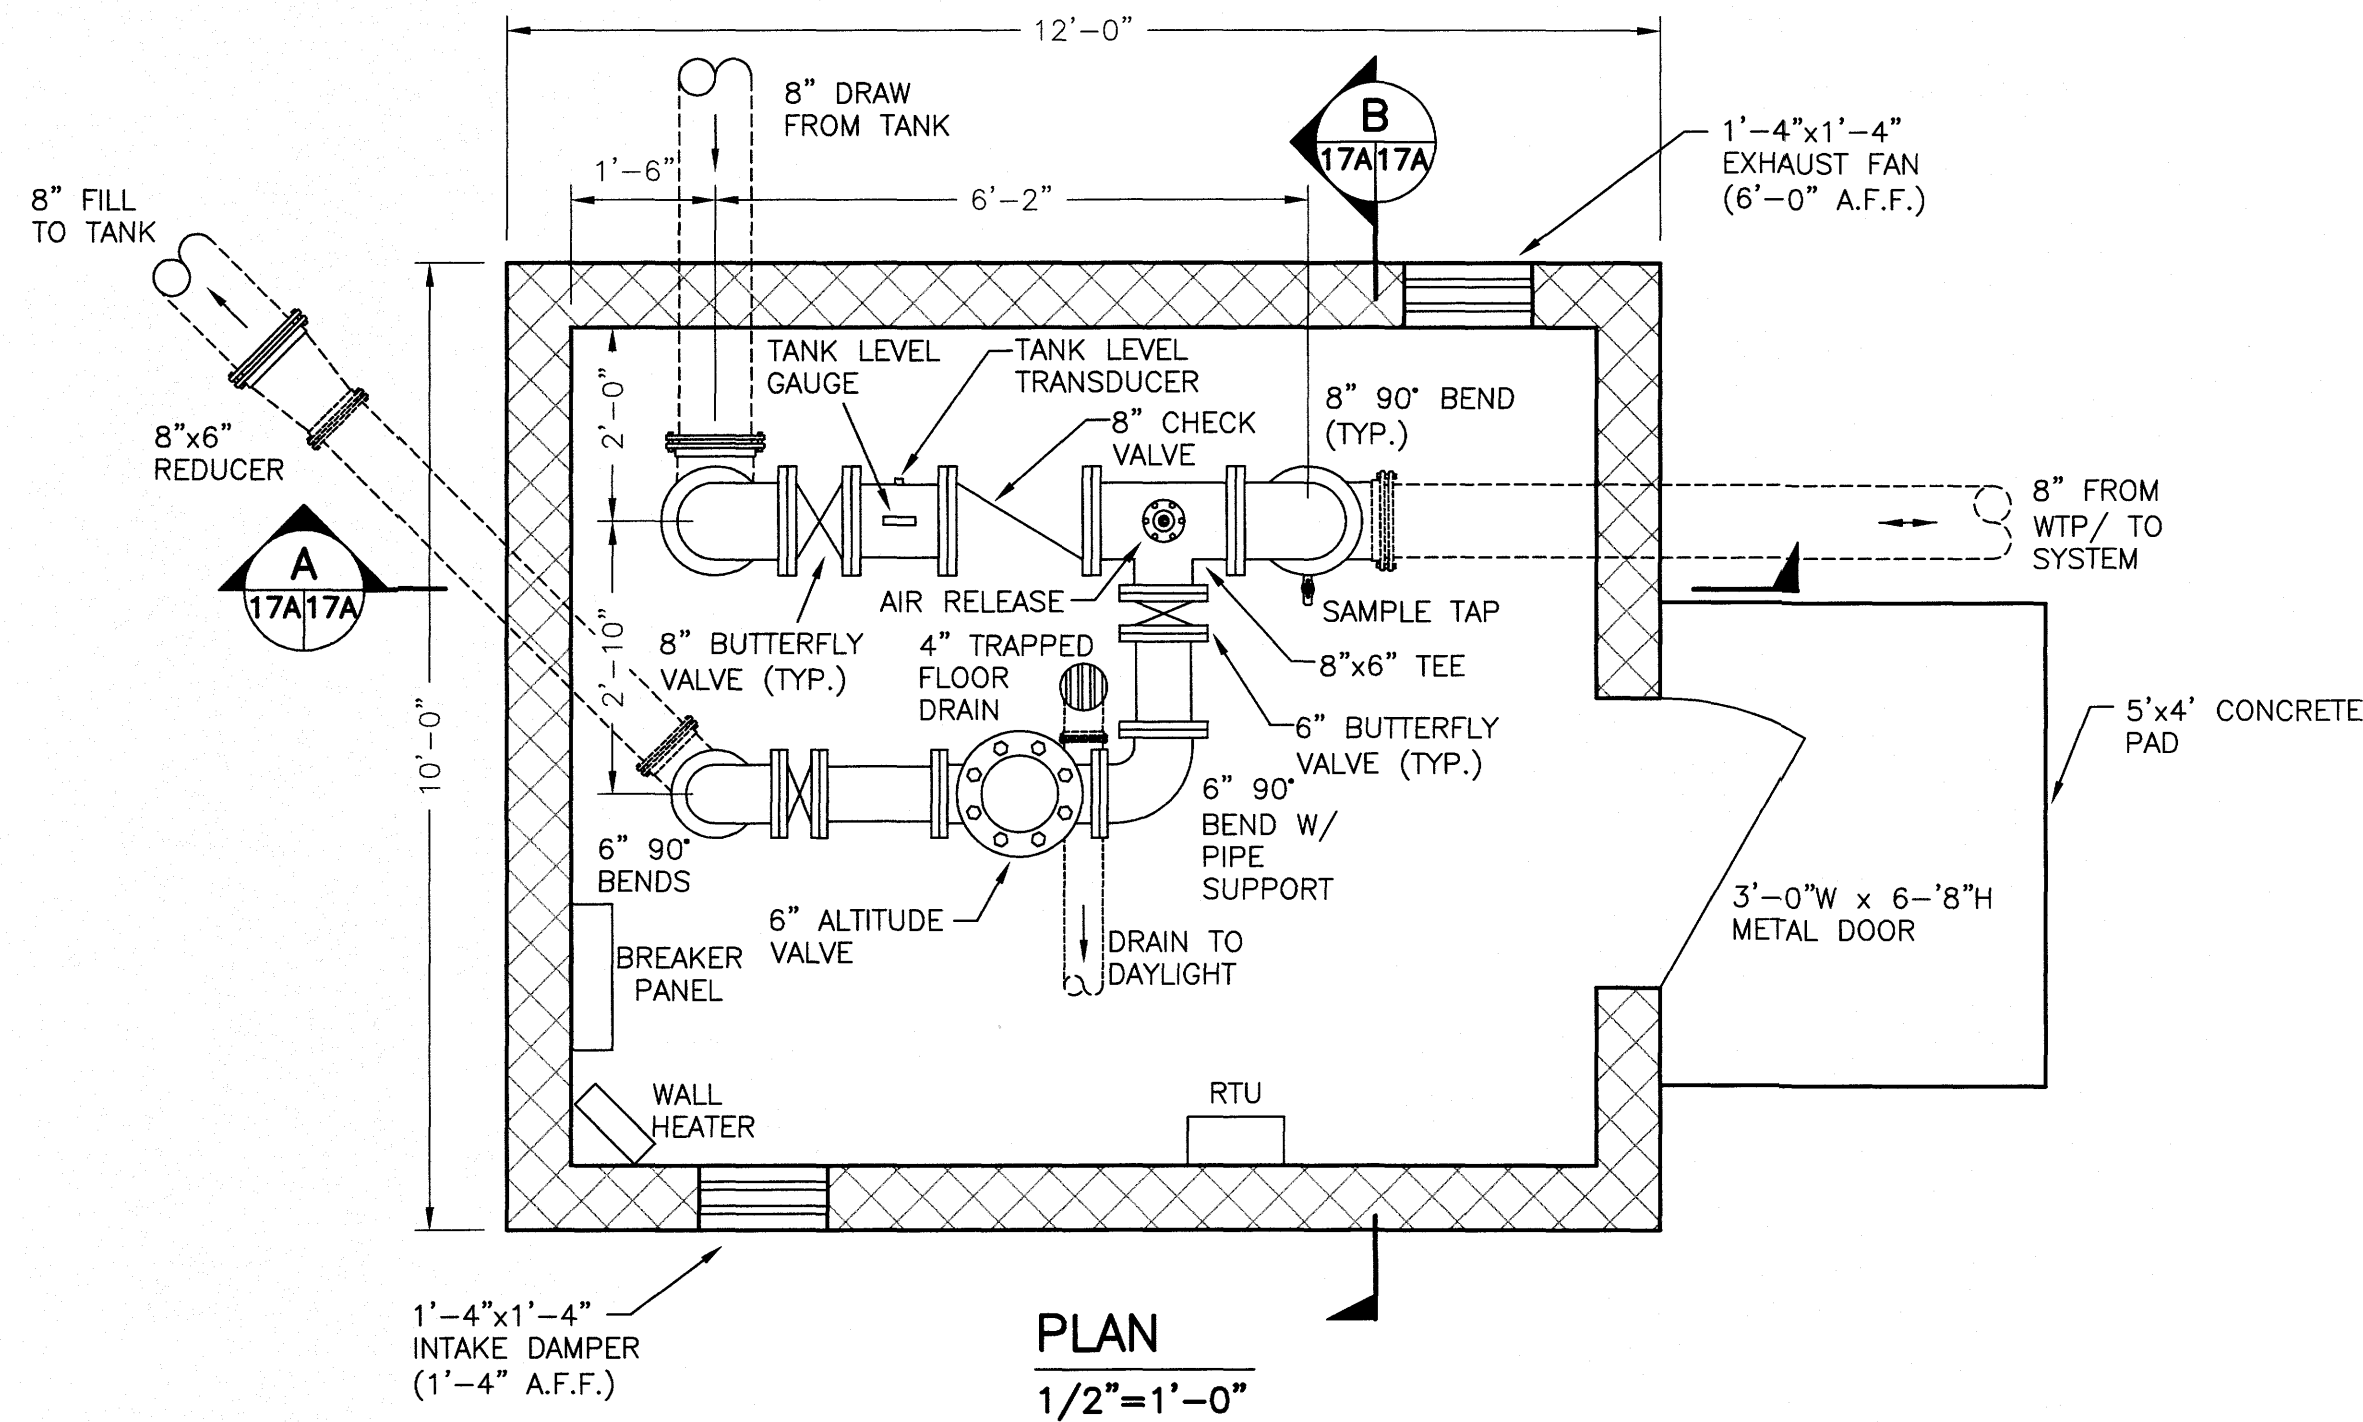 12'-0"
8" DRAW
FROM TANK
B
17A 17A
1'-4"x1'-4"
EXHAUST FAN
(6'-0" A.F.F.)
1'-6"
6'-2"
8" FILL
TO TANK
TANK LEVEL
GAUGE
TANK LEVEL
TRANSDUCER
8" 90° BEND
(TYP.)
8" CHECK
VALVE
2'-0"
8"x6"
REDUCER
8" FROM
WTP/ TO
SYSTEM
A
17A 17A
AIR RELEASE
SAMPLE TAP
8" BUTTERFLY
VALVE (TYP.)
4" TRAPPED
FLOOR
DRAIN
8"x6" TEE
2'-10"
10'-0"
6" BUTTERFLY
VALVE (TYP.)
5'x4' CONCRETE
PAD
6" 90°
BEND W/
PIPE
SUPPORT
6" 90°
BENDS
3'-0"W x 6-'8"H
METAL DOOR
6" ALTITUDE
VALVE
DRAIN TO
DAYLIGHT
BREAKER
PANEL
WALL
HEATER
RTU
1'-4"x1'-4"
INTAKE DAMPER
(1'-4" A.F.F.)
PLAN
1/2"=1'-0"